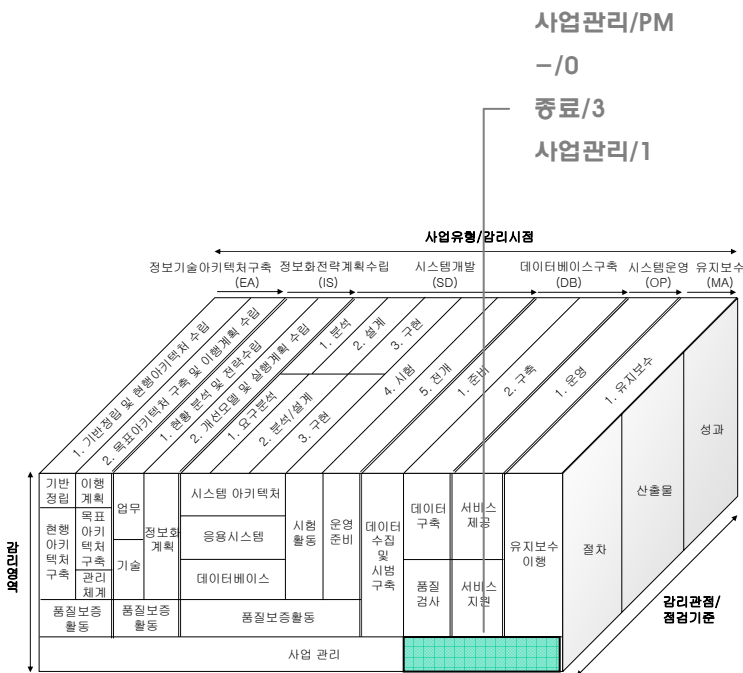 사업관리/PM
-/0
종료/3
사업관리/1
사업유형/감리시점
정보기술아키텍처구축
(EA)
정보화전략계획수립
(IS)
시스템개발
(SD)
데이터베이스구축
(DB)
시스템운영
(OP)
유지보수
(MA)
1. 기반정립 및 현행아키텍처 수립
2. 목표아키텍처 구축 및 이행계획 수립
1. 현황 분석 및 전략수립
2. 개선모델 및 실행계획 수립
1. 분석
2. 설계
3. 구현
1. 요구분석
2. 분석/설계
3. 구현
4. 시험
5. 전개
1. 준비
2. 구축
1. 운영
1. 유지보수
기반
정립
이행
계획
현행
아키
텍처
구축
목표
아키
텍처
구축
관리
체계
업무
기술
정보화
계획
시스템 아키텍처
응용시스템
데이터베이스
시험
활동
운영
준비
데이터
수집
및
시범
구축
데이터
구축
품질
검사
서비스
제공
서비스
지원
유지보수
이행
절차
산출물
성과
품질보증
활동
품질보증
활동
품질보증활동
사업 관리
감리영역
감리관점/
점검기준